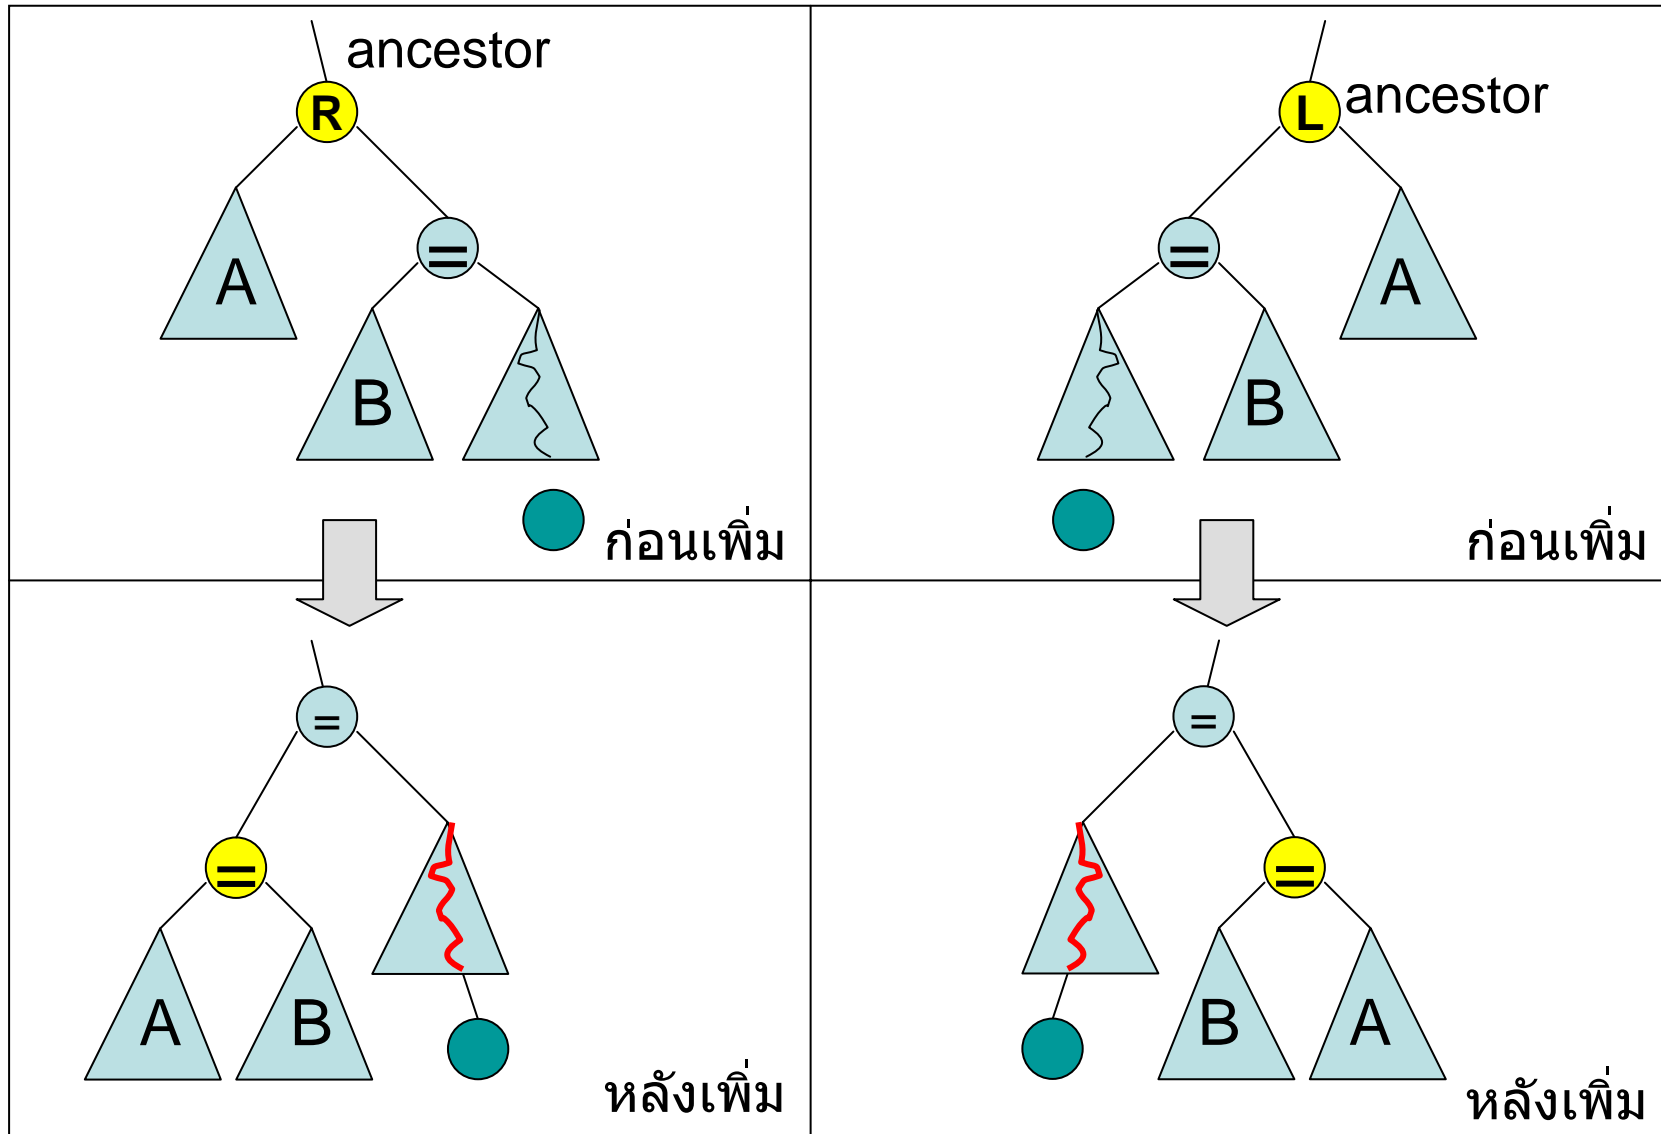 ancestor
R
=
A
B
ก่อนเพิ่ม
ancestor
L
=
A
B
ก่อนเพิ่ม
=
=
A B
หลังเพิ่ม
=
=
B A
หลังเพิ่ม